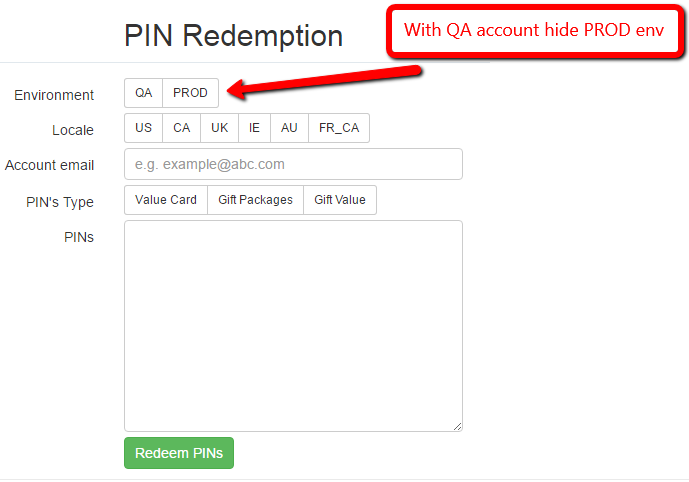 PIN Redemption
With QA account hide PROD env
Environment QA PROD
Locale US CA UK IE AU FR_CA
Account email e.g. example@abc.com
PIN's Type Value Card Gift Packages Gift Value
PINs
Redeem PINs